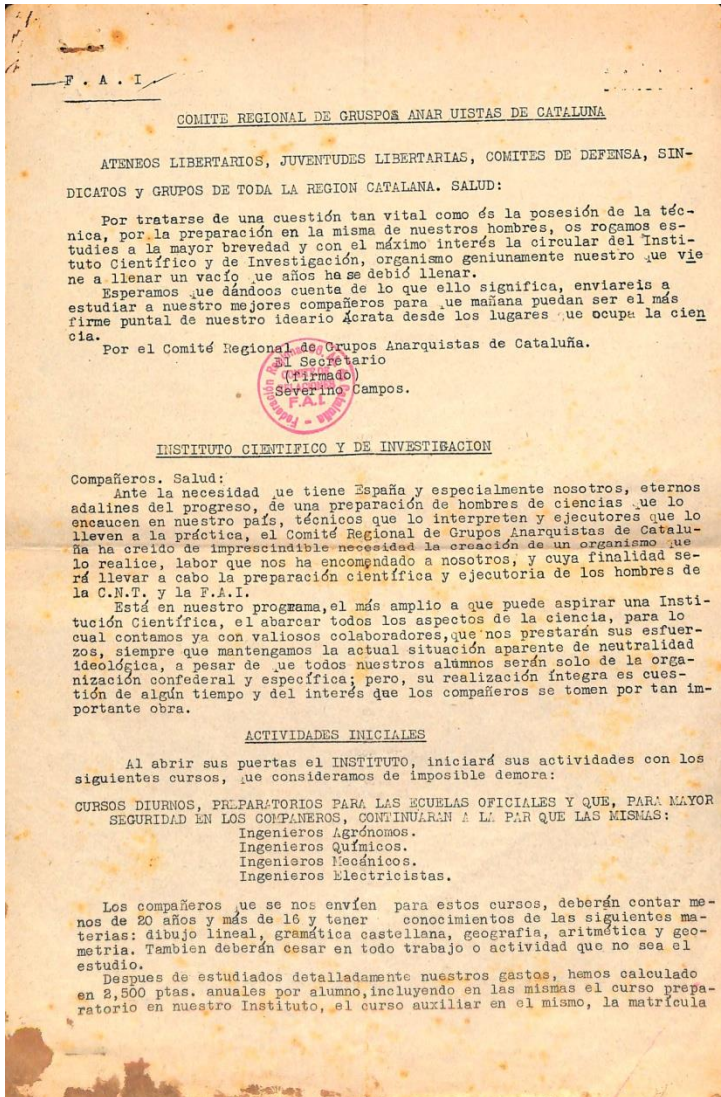 F . A . I
COMITE REGIONAL DE GRUSPOS ANAR UISTAS DE CATALUNA
ATENEOS LIBERTARIOS, JUVENTUDES LIBERTARIAS, COMITES DE DEFENSA, SIN-
DICATOS y GRUPOS DE TODA LA REGION CATALANA. SALUD:
Por tratarse de una cuestión tan vital como és la posesión de la téc-
nica, por la preparación en la misma de nuestros hombres, os rogamos es-
tudies a la mayor brevedad y con el máximo interés la circular del Insti-
tuto Científico y de Investigación, organismo geniunamente nuestro que vie
ne a llenar un vacío que años ha se debió llenar.
Esperamos que dándoos cuenta de lo que ello significa, enviareis a
estudiar a nuestro mejores compañeros para que mañana puedan ser el más
firme puntal de nuestro ideario Ácrata desde los lugares que ocupa la cien
cia.
Por el Comité Regional de Grupos Anarquistas de Cataluña.
El Secretario
(firmado)
Severino Campos.
F.A.I.
INSTITUTO CIENTIFICO Y DE INVESTIGACION
Compañeros. Salud:
Ante la necesidad que tiene España y especialmente nosotros, eternos
adalines del progreso, de una preparación de hombres de ciencias que lo
encaucen en nuestro país, técnicos que lo interpreten y ejecutores que lo
lleven a la práctica, el Comité Regional de Grupos Anarquistas de Catalu-
ña ha creido de imprescindible necesidad la creación de un organismo que
lo realice, labor que nos ha encomendado a nosotros, y cuya finalidad se-
rá llevar a cabo la preparación científica y ejecutoria de los hombres de
la C.N.T. y la F.A.I.
Está en nuestro programa, el más amplio a que puede aspirar una Insti-
tución Científica, el abarcar todos los aspectos de la ciencia, para lo
cual contamos ya con valiosos colaboradores, que nos prestarán sus esfuer-
zos, siempre que mantengamos la actual situación aparente de neutralidad
ideológica, a pesar de que todos nuestros alumnos serán solo de la orga-
nización confederal y específica; pero, su realización íntegra es cues-
tión de algún tiempo y del interés que los compañeros se tomen por tan im-
portante obra.
ACTIVIDADES INICIALES
Al abrir sus puertas el INSTITUTO, iniciará sus actividades con los
siguientes cursos, que consideramos de imposible demora:
CURSOS DIURNOS, PREPARATORIOS PARA LAS ECUELAS OFICIALES Y QUE, PARA MAYOR
SEGURIDAD EN LOS COMPANEROS, CONTINUARAN A LA PAR QUE LAS MISMAS:
Ingenieros Agrónomos.
Ingenieros Químicos.
Ingenieros Mecánicos.
Ingenieros Electricistas.
Los compañeros que se nos envíen para estos cursos, deberán contar me-
nos de 20 años y más de 16 y tener conocimientos de las siguientes ma-
terias: dibujo lineal, gramática castellana, geografia, aritmética y geo-
metria. Tambien deberán cesar en todo trabajo o actividad que no sea el
estudio.
Despues de estudiados detalladamente nuestros gastos, hemos calculado
en 2,500 ptas. anuales por alumno, incluyendo en las mismas el curso prepa-
ratorio en nuestro Instituto, el curso auxiliar en el mismo, la matrícula